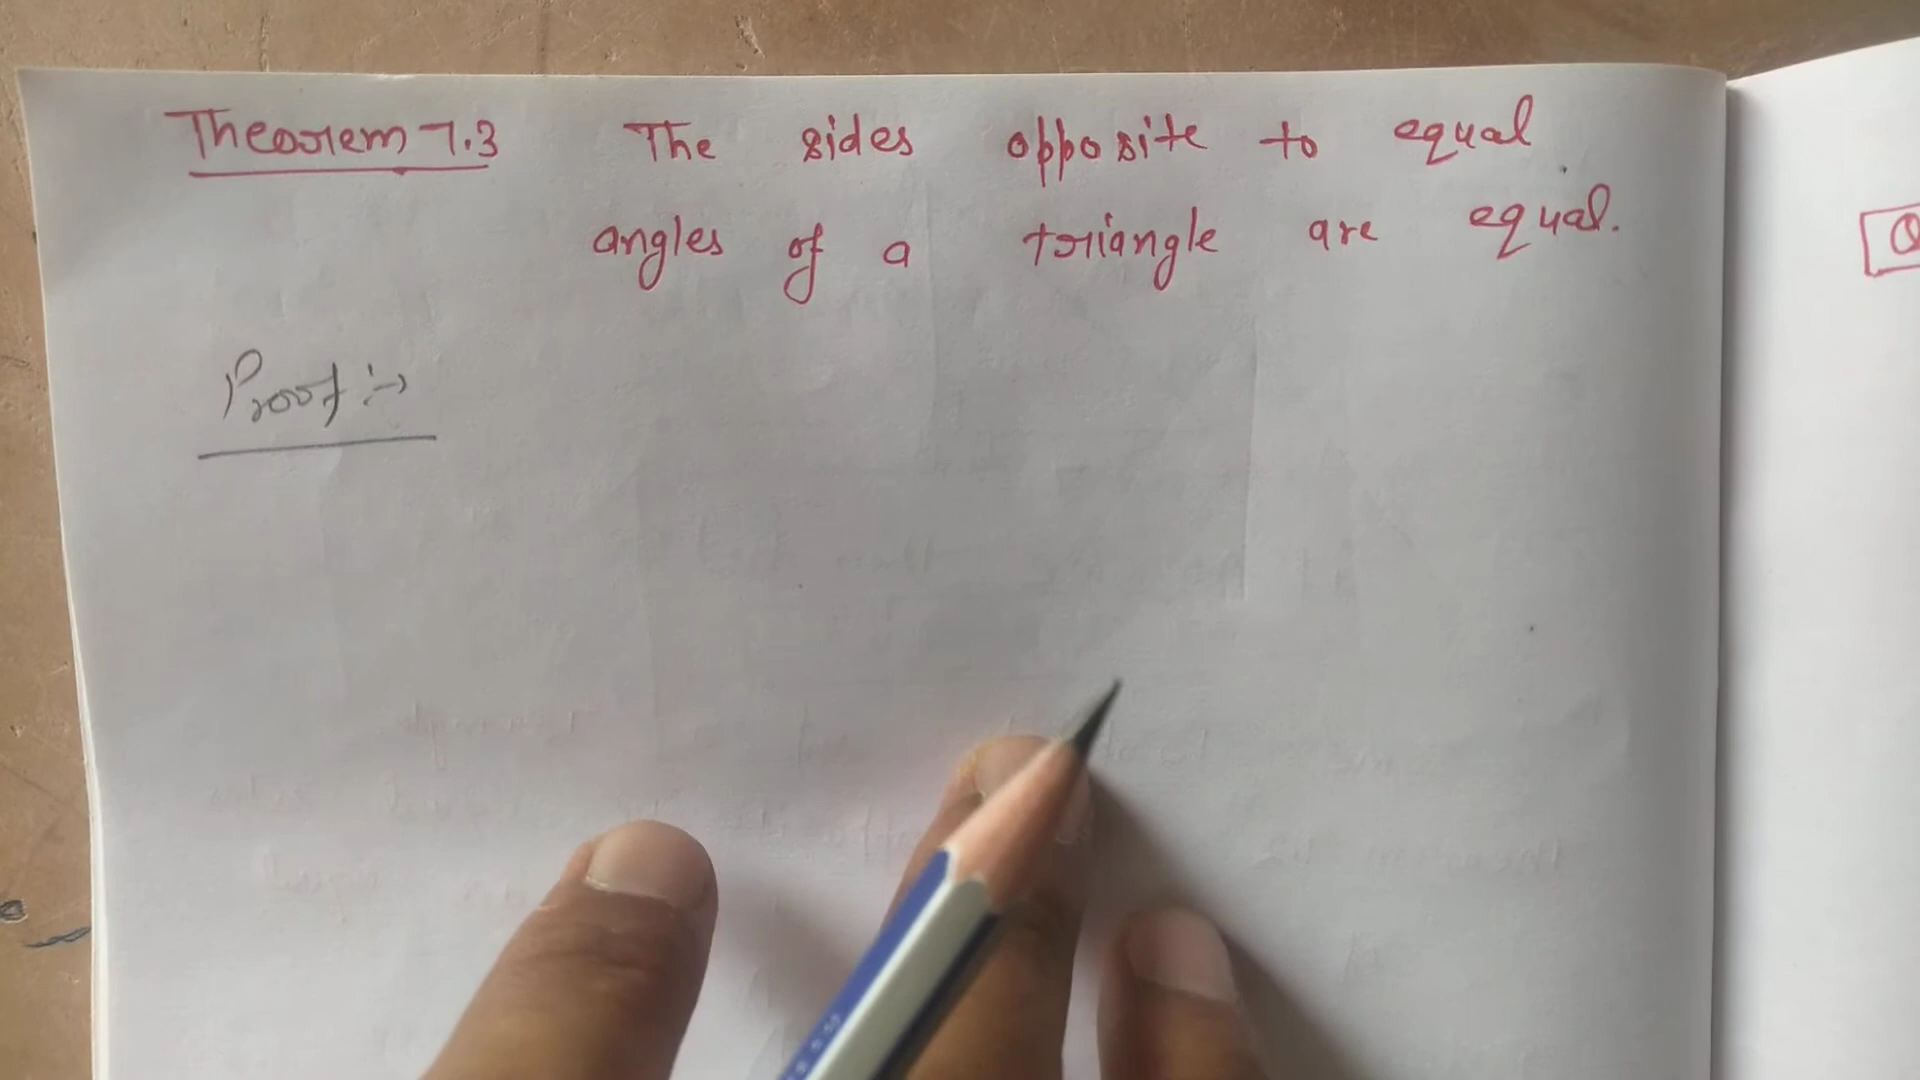 Theorem 7.3 The sides opposite to equal
angles of a triangle are equal.
Proof :→